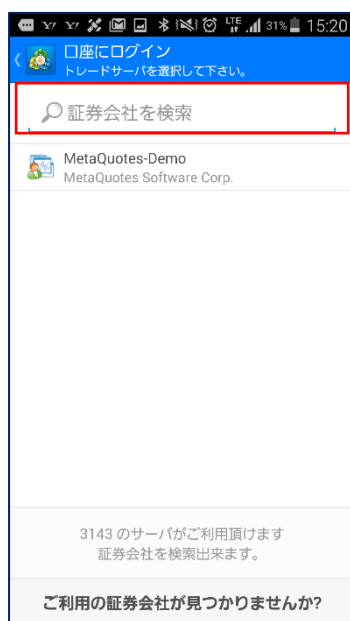 LTE 31% 15:20
口座にログイン
トレードサーバを選択して下さい。
証券会社を検索
MetaQuotes-Demo
MetaQuotes Software Corp.
3143 のサーバがご利用頂けます
証券会社を検索出来ます。
ご利用の証券会社が見つかりませんか?